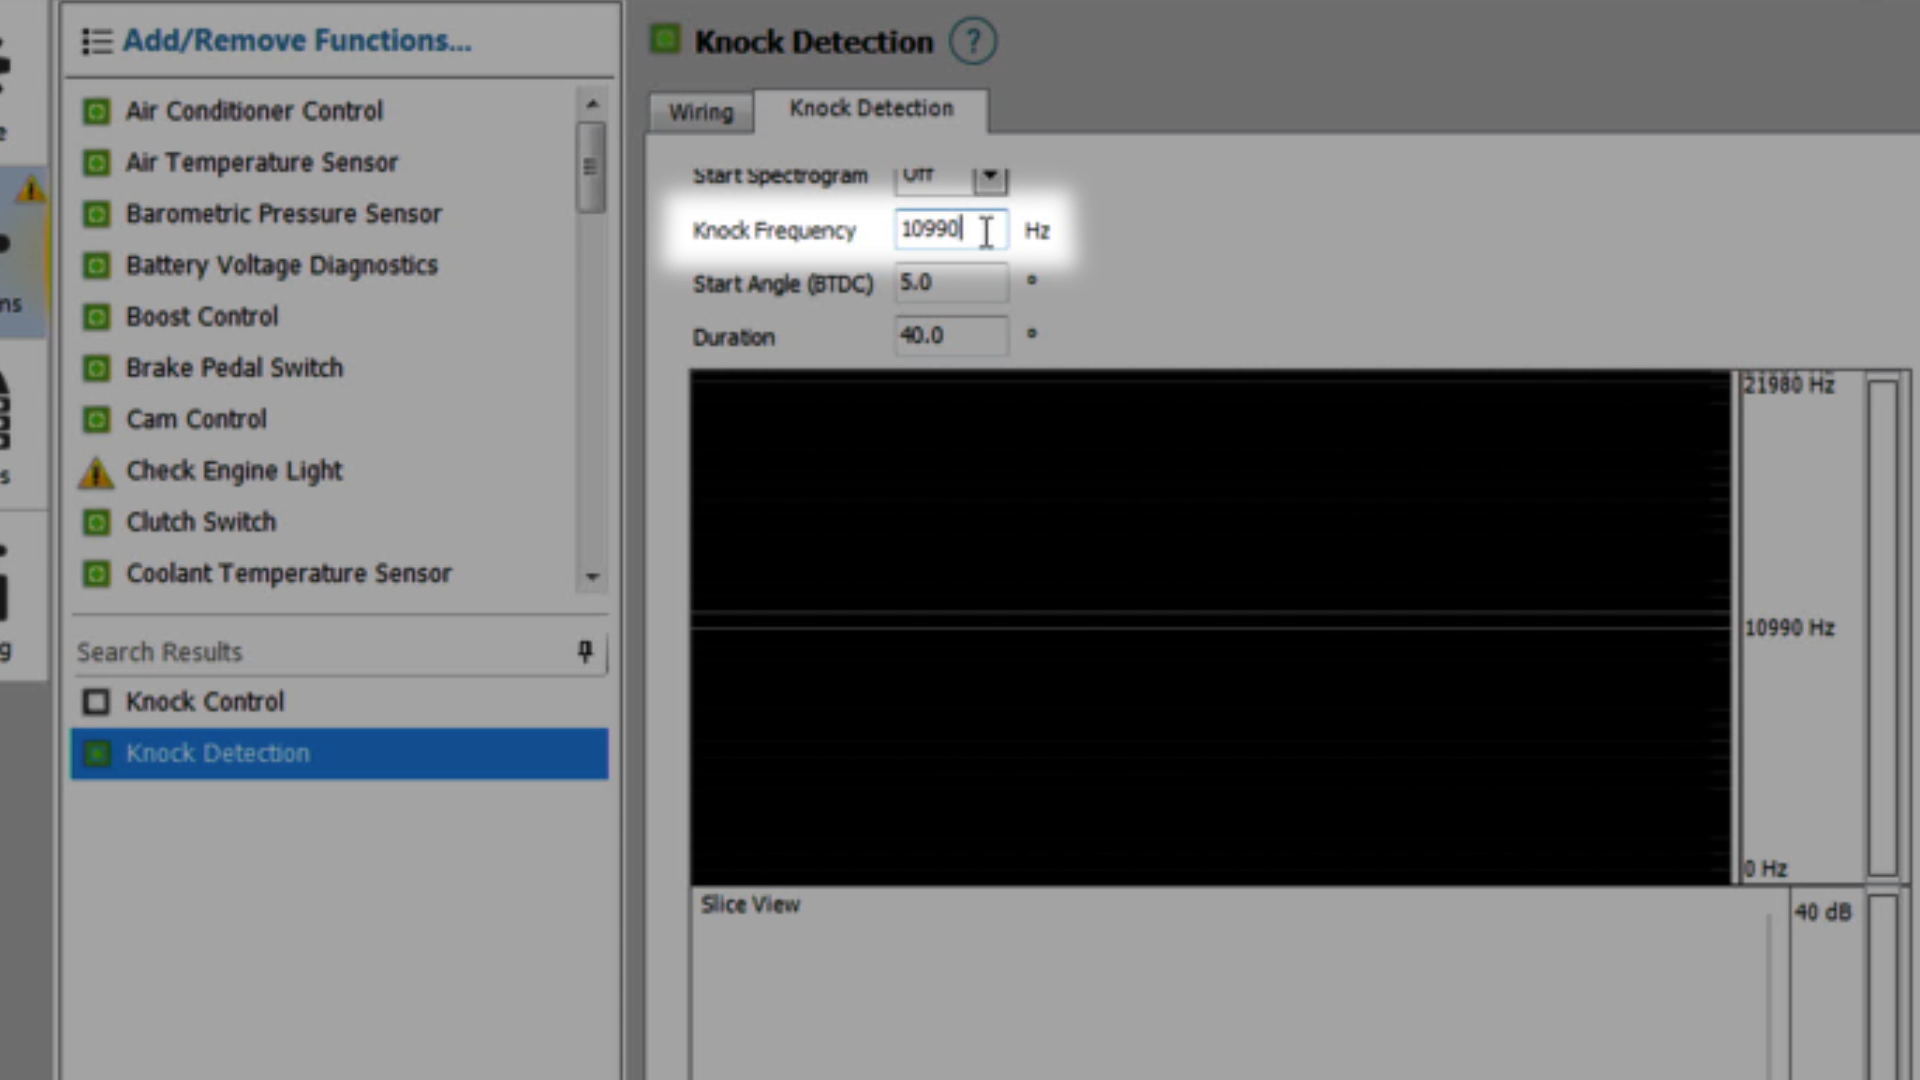 Add/Remove Functions...
Air Conditioner Control
Air Temperature Sensor
Barometric Pressure Sensor
Battery Voltage Diagnostics
Boost Control
Brake Pedal Switch
Cam Control
Check Engine Light
Clutch Switch
Coolant Temperature Sensor
Search Results
Knock Control
Knock Detection
e
ns
s
g
Knock Detection ?
Wiring
Knock Detection
Start Spectrogram Off
Knock Frequency 10990 Hz
Start Angle (BTDC) 5.0 °
Duration 40.0 °
21980 Hz
10990 Hz
0 Hz
Slice View
40 dB